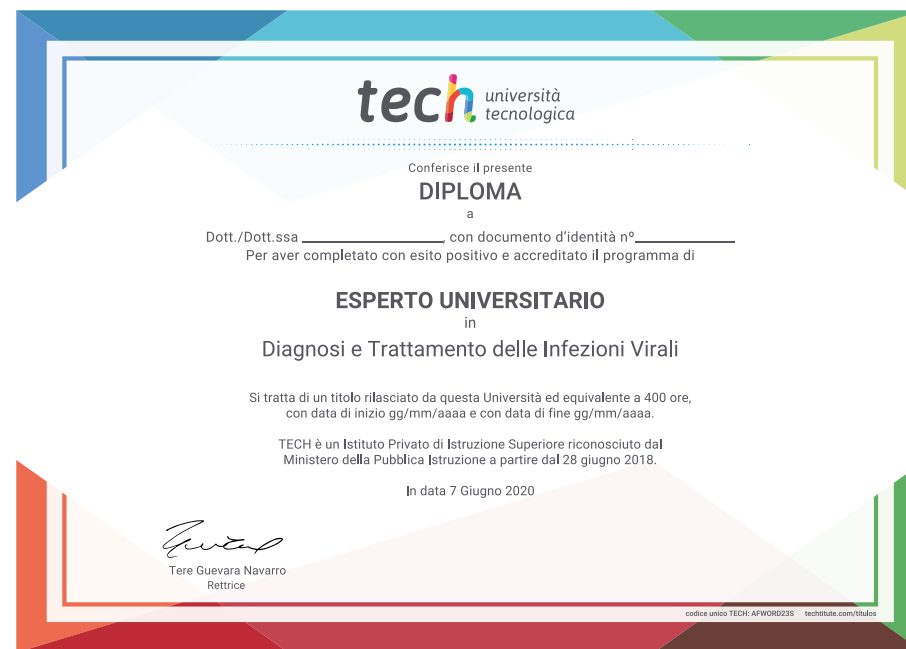 tech università
tecnologica
Conferisce il presente
DIPLOMA
a
Dott./Dott.ssa ____________________, con documento d'identità nº______________
Per aver completato con esito positivo e accreditato il programma di
ESPERTO UNIVERSITARIO
in
Diagnosi e Trattamento delle Infezioni Virali
Si tratta di un titolo rilasciato da questa Università ed equivalente a 400 ore,
con data di inizio gg/mm/aaaa e con data di fine gg/mm/aaaa.
TECH è un Istituto Privato di Istruzione Superiore riconosciuto dal
Ministero della Pubblica Istruzione a partire dal 28 giugno 2018.
In data 7 Giugno 2020
Tere Guevara Navarro
Rettrice
codice unico TECH: AFWORD23S techtitute.com/titulos